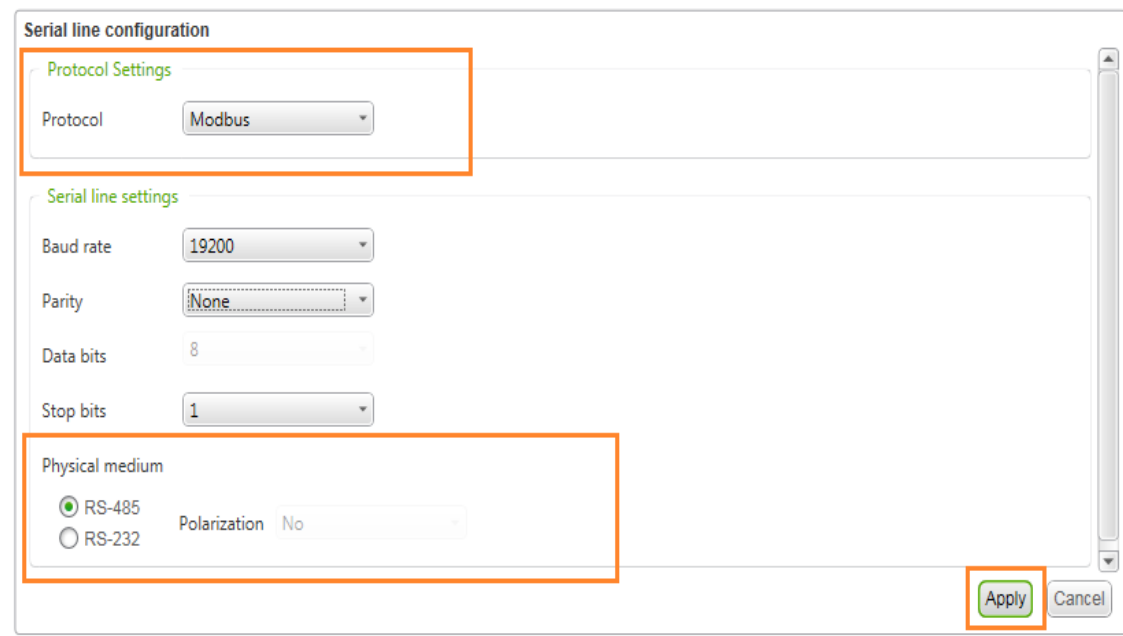 Serial line configuration
Protocol Settings
Protocol Modbus
Serial line settings
Baud rate 19200
Parity None
Data bits 8
Stop bits 1
Physical medium
RS-485
Polarization No
RS-232
Apply Cancel